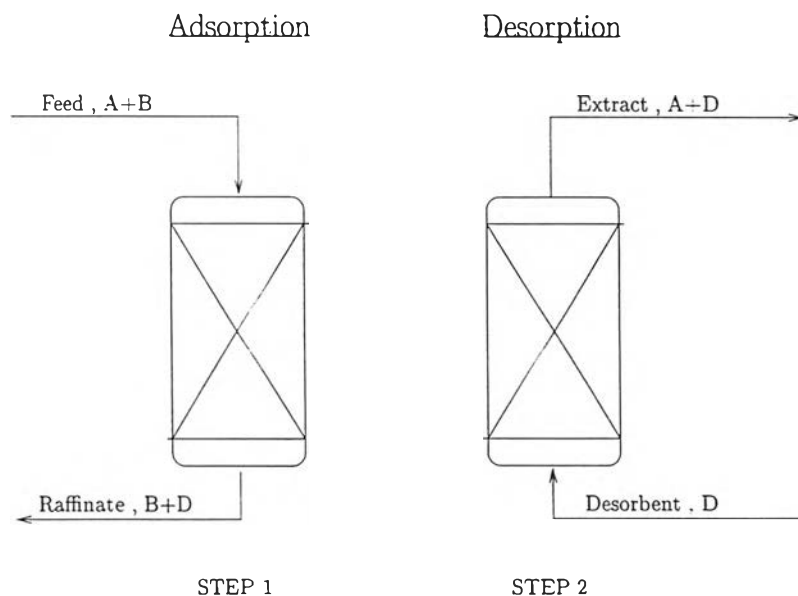 Adsorption
Desorption
Feed , A+B
Extract , A+D
Raffinate , B+D
Desorbent . D
STEP 1
STEP 2